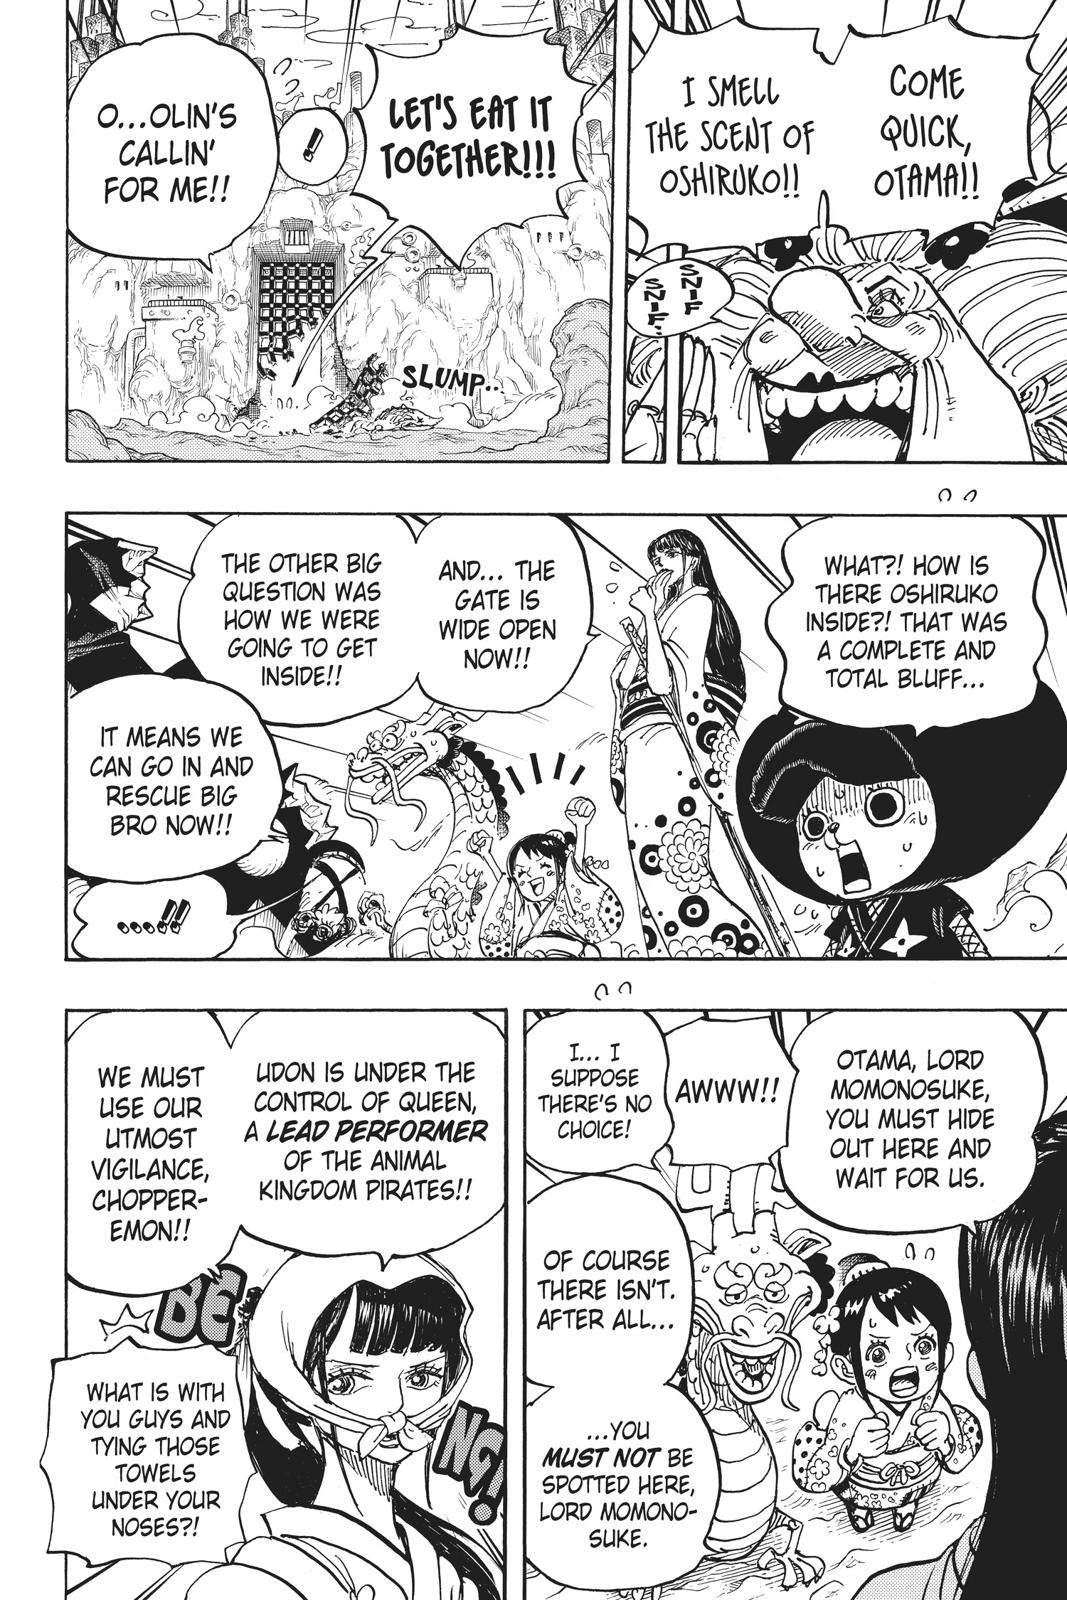 COME
QUICK,
OTAMA!!
I SMELL
THE SCENT OF
OSHIRUKO!!
SNIF
SNIF.
LET'S EAT IT
TOGETHER!!!
!
O...OLIN'S
CALLIN'
FOR ME!!
SLUMP..
WHAT?! HOW IS
THERE OSHIRUKO
INSIDE?! THAT WAS
A COMPLETE AND
TOTAL BLUFF...
AND... THE
GATE IS
WIDE OPEN
NOW!!
THE OTHER BIG
QUESTION WAS
HOW WE WERE
GOING TO GET
INSIDE!!
IT MEANS WE
CAN GO IN AND
RESCUE BIG
BRO NOW!!
...!!
OTAMA, LORD
MOMONOSUKE,
YOU MUST HIDE
OUT HERE AND
WAIT FOR US.
AWWW!!
I... I
SUPPOSE
THERE'S NO
CHOICE!
OF COURSE
THERE ISN'T.
AFTER ALL...
...YOU
MUST NOT BE
SPOTTED HERE,
LORD MOMONO-
SUKE.
UDON IS UNDER THE
CONTROL OF QUEEN,
A LEAD PERFORMER
OF THE ANIMAL
KINGDOM PIRATES!!
WE MUST
USE OUR
UTMOST
VIGILANCE,
CHOPPER-
EMON!!
BE
NG!
WHAT IS WITH
YOU GUYS AND
TYING THOSE
TOWELS
UNDER YOUR
NOSES?!